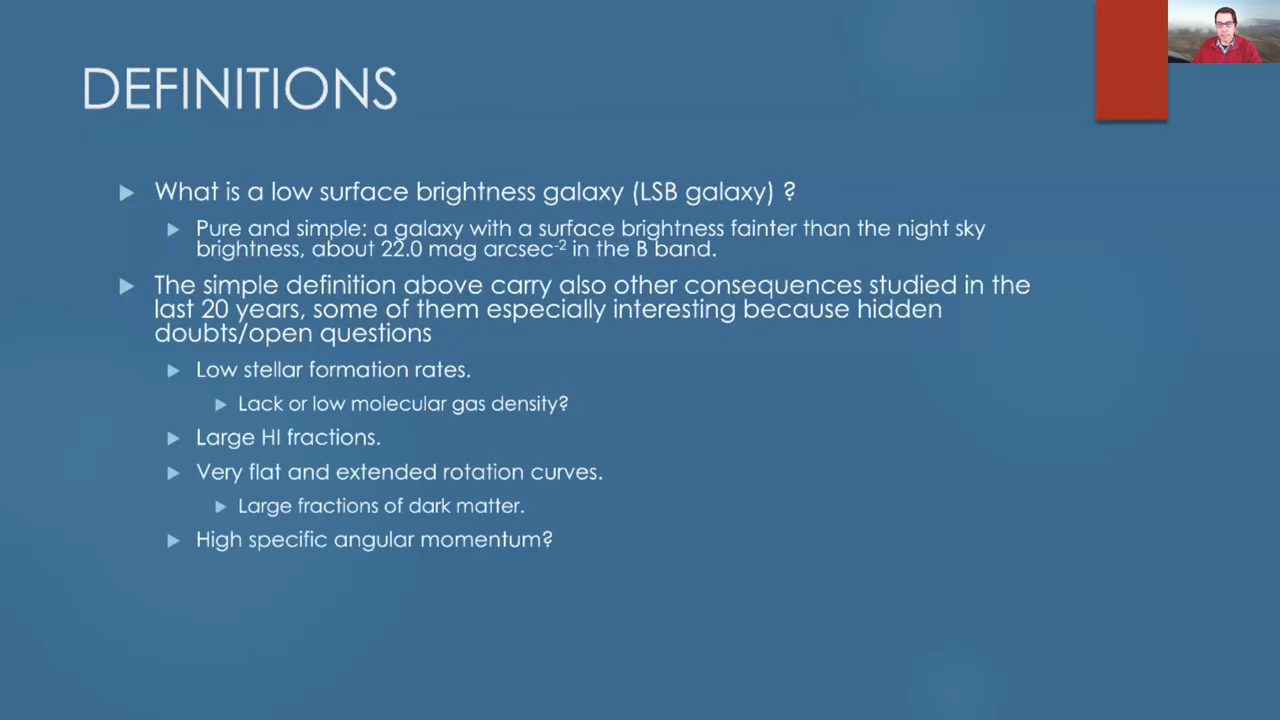 DEFINITIONS
What is a low surface brightness galaxy (LSB galaxy) ?
Pure and simple: a galaxy with a surface brightness fainter than the night sky
brightness, about 22.0 mag arcsec⁻² in the B band.
The simple definition above carry also other consequences studied in the
last 20 years, some of them especially interesting because hidden
doubts/open questions
Low stellar formation rates.
Lack or low molecular gas density?
Large HI fractions.
Very flat and extended rotation curves.
Large fractions of dark matter.
High specific angular momentum?